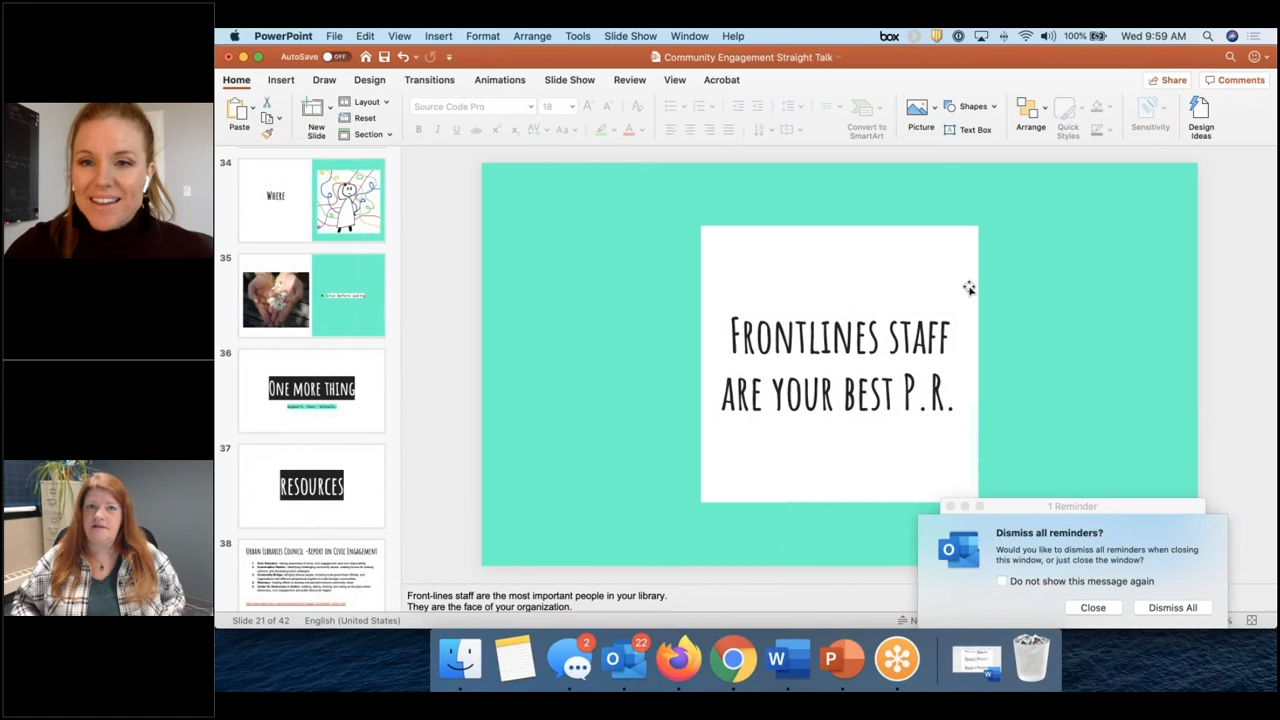 PowerPoint File Edit View Insert Format Arrange Tools Slide Show Window Help box 100% Wed 9:59 AM
AutoSave OFF Community Engagement Straight Talk
Home Insert Draw Design Transitions Animations Slide Show Review View Acrobat Share Comments
Paste New Slide Layout Reset Section
Source Code Pro 18
Convert to SmartArt Picture Shapes Text Box Arrange Quick Styles Sensitivity Design Ideas
34
WHERE
35
Give before asking
36
ONE MORE THING
Support. Your. Schools.
37
RESOURCES
38
URBAN LIBRARIES COUNCIL -REPORT ON CIVIC ENGAGEMENT
FRONTLINES STAFF
ARE YOUR BEST P.R.
1 Reminder
Dismiss all reminders?
Would you like to dismiss all reminders when closing
this window, or just close the window?
Do not show this message again
Close Dismiss All
Front-lines staff are the most important people in your library.
They are the face of your organization.
Slide 21 of 42 English (United States)
2 22